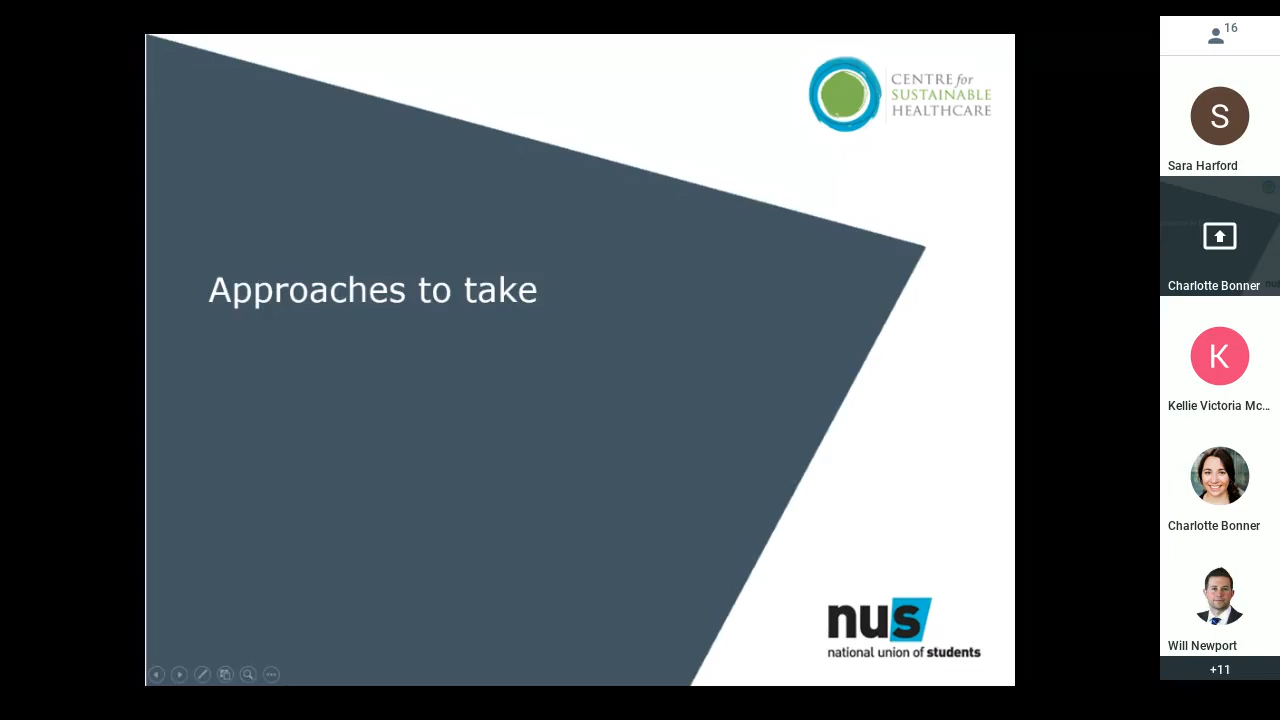 CENTRE for
SUSTAINABLE
HEALTHCARE
Approaches to take
nus
national union of students
16
S
Sara Harford
Charlotte Bonner
K
Kellie Victoria Mc...
Charlotte Bonner
Will Newport
+11